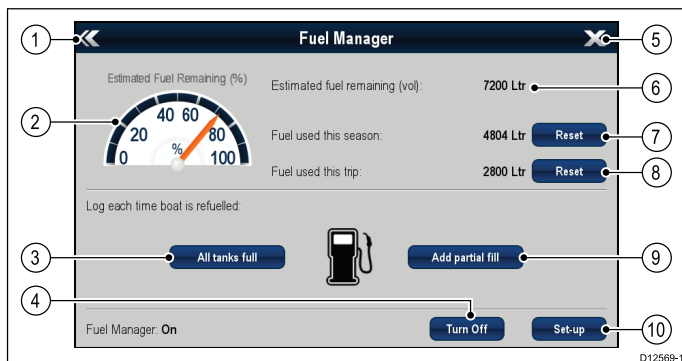 Fuel Manager
1
5
Estimated Fuel Remaining (%)
Estimated fuel remaining (vol):
7200 Ltr
6
2
0
20
40
60
80
100
%
Fuel used this season:
4804 Ltr
Reset
7
Fuel used this trip:
2800 Ltr
Reset
8
Log each time boat is refuelled:
3
All tanks full
Add partial fill
9
4
Fuel Manager: On
Turn Off
Set-up
10
D12569-1